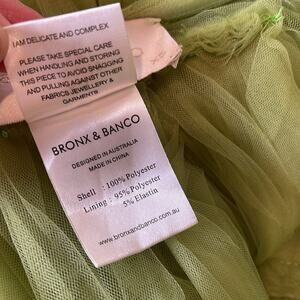 I AM DELICATE AND COMPLEX
PLEASE TAKE SPECIAL CARE
WHEN HANDLING AND STORING
THIS PIECE TO AVOID SNAGGING
AND PULLING AGAINST OTHER
FABRICS JEWELLERY &
GARMENTS
BRONX & BANCO
DESIGNED IN AUSTRALIA
MADE IN CHINA
Shell : 100% Polyester
Lining : 95% Polyester
5% Elastin
www.bronxandbanco.com.au